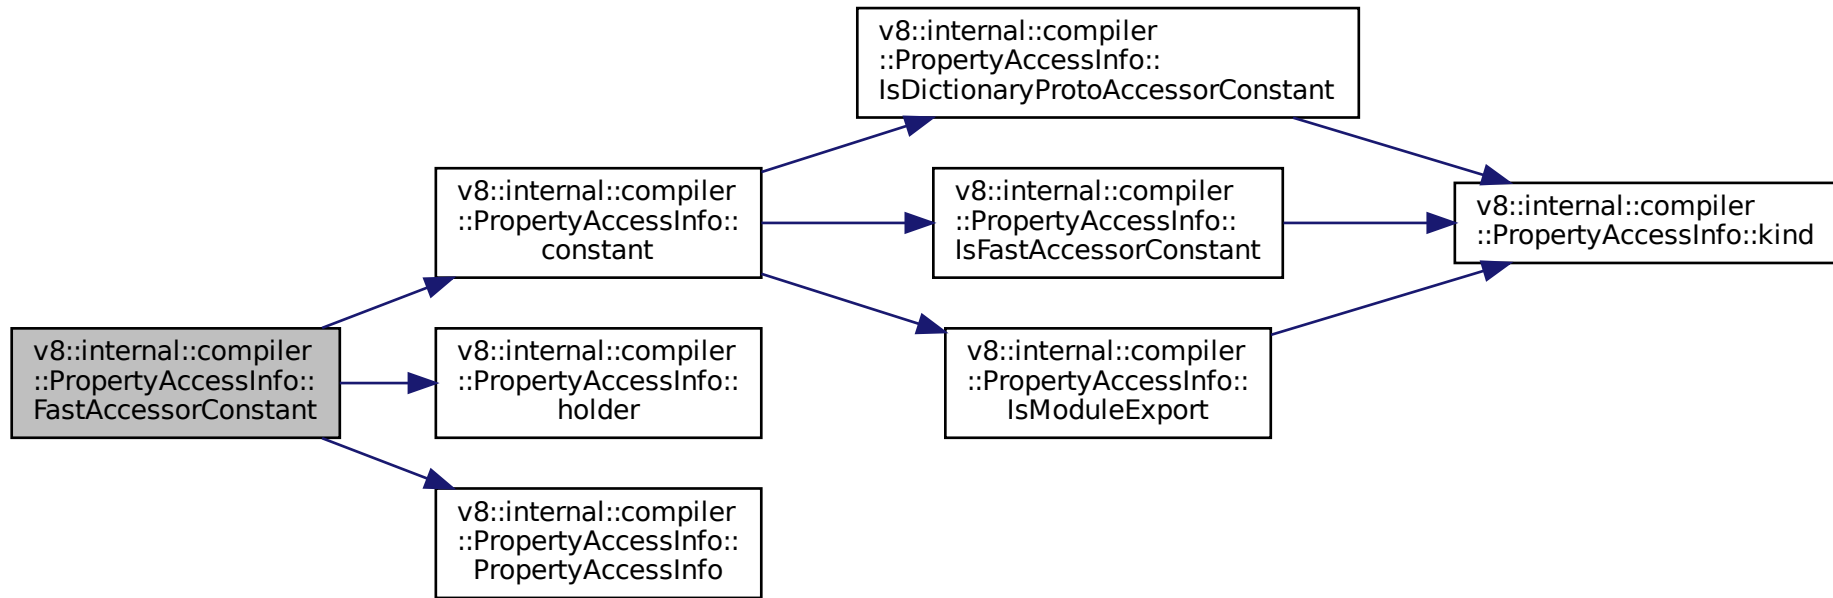 v8::internal::compiler
::PropertyAccessInfo::
FastAccessorConstant
v8::internal::compiler
::PropertyAccessInfo::
constant
v8::internal::compiler
::PropertyAccessInfo::
holder
v8::internal::compiler
::PropertyAccessInfo::
PropertyAccessInfo
v8::internal::compiler
::PropertyAccessInfo::
IsDictionaryProtoAccessorConstant
v8::internal::compiler
::PropertyAccessInfo::
IsFastAccessorConstant
v8::internal::compiler
::PropertyAccessInfo::
IsModuleExport
v8::internal::compiler
::PropertyAccessInfo::kind